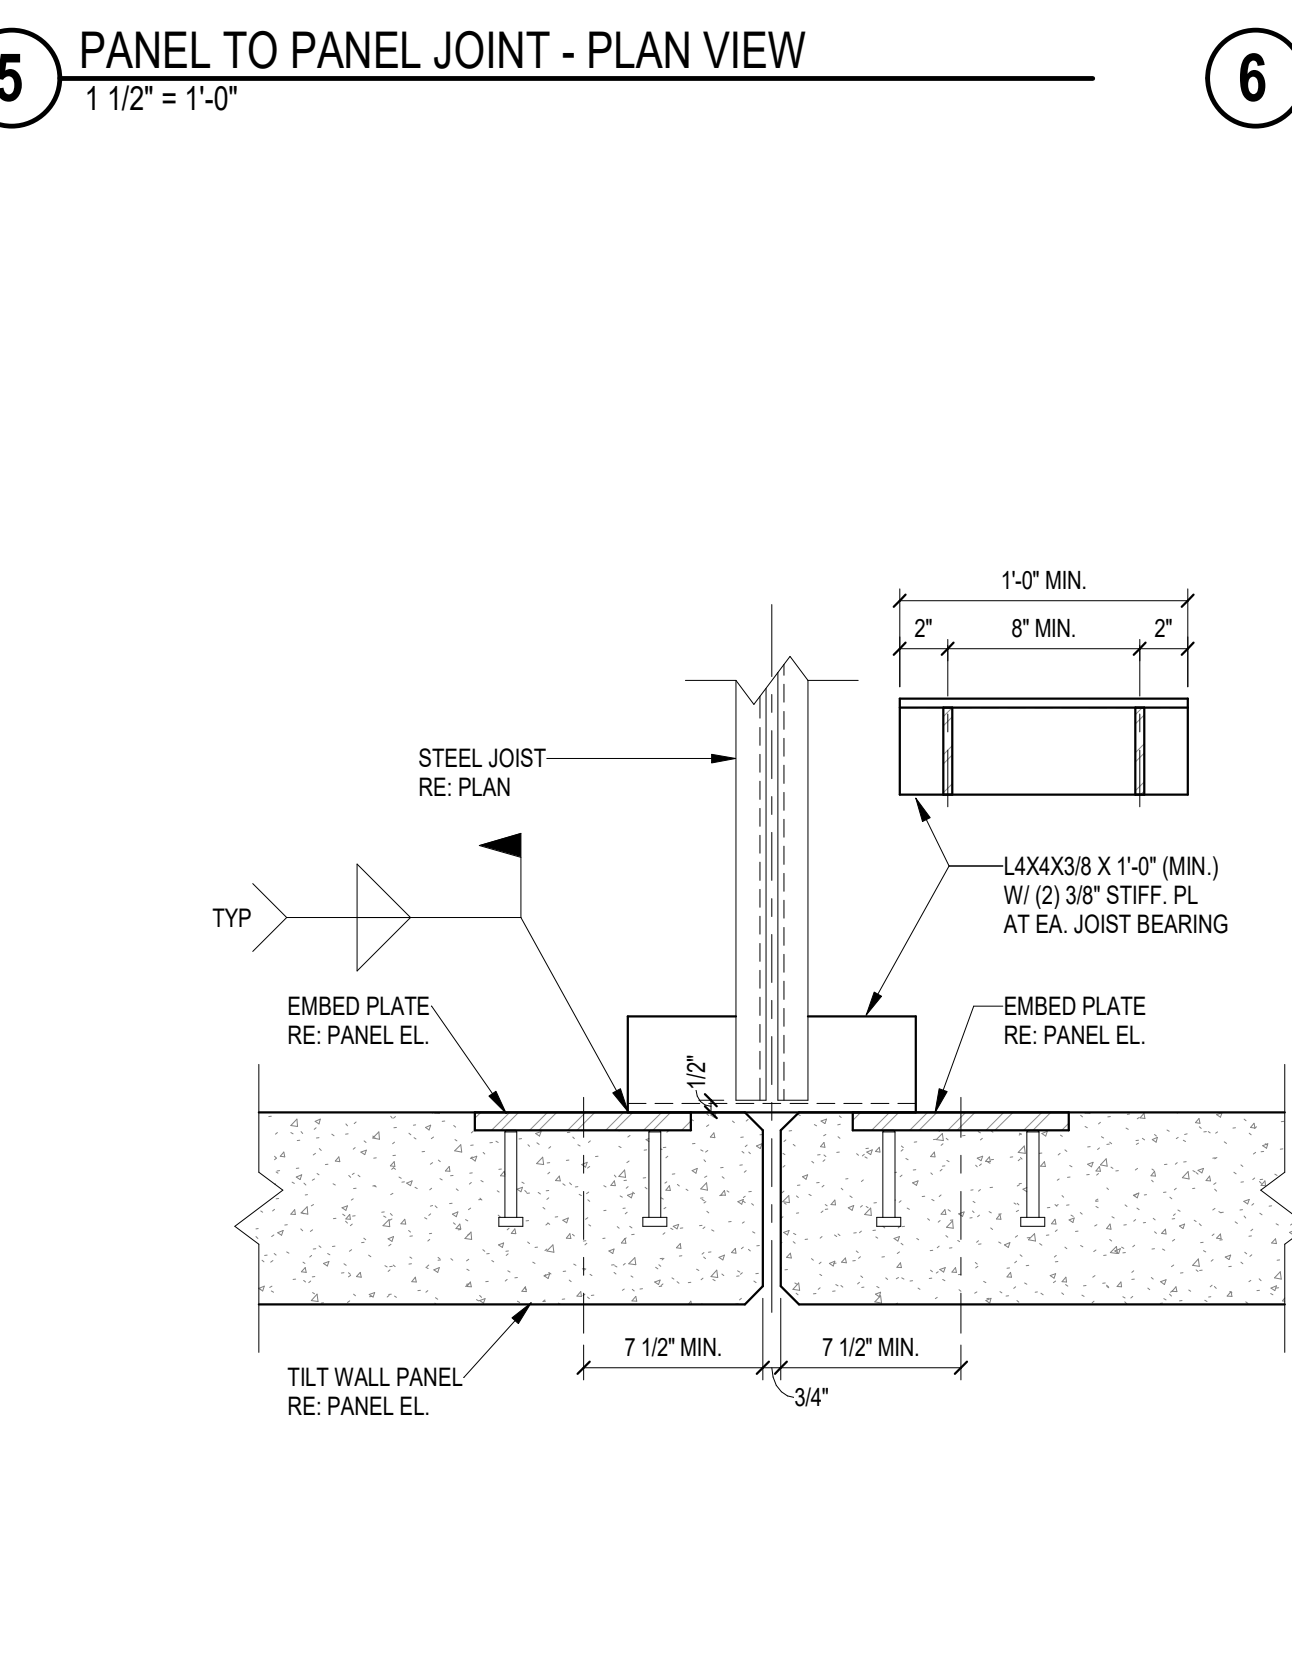 5
PANEL TO PANEL JOINT - PLAN VIEW
1 1/2" = 1'-0"
6
1'-0" MIN.
2"
8" MIN.
2"
STEEL JOIST
RE: PLAN
L4X4X3/8 X 1'-0" (MIN.)
W/ (2) 3/8" STIFF. PL
AT EA. JOIST BEARING
TYP
EMBED PLATE
RE: PANEL EL.
EMBED PLATE
RE: PANEL EL.
1/2"
7 1/2" MIN.
7 1/2" MIN.
3/4"
TILT WALL PANEL
RE: PANEL EL.